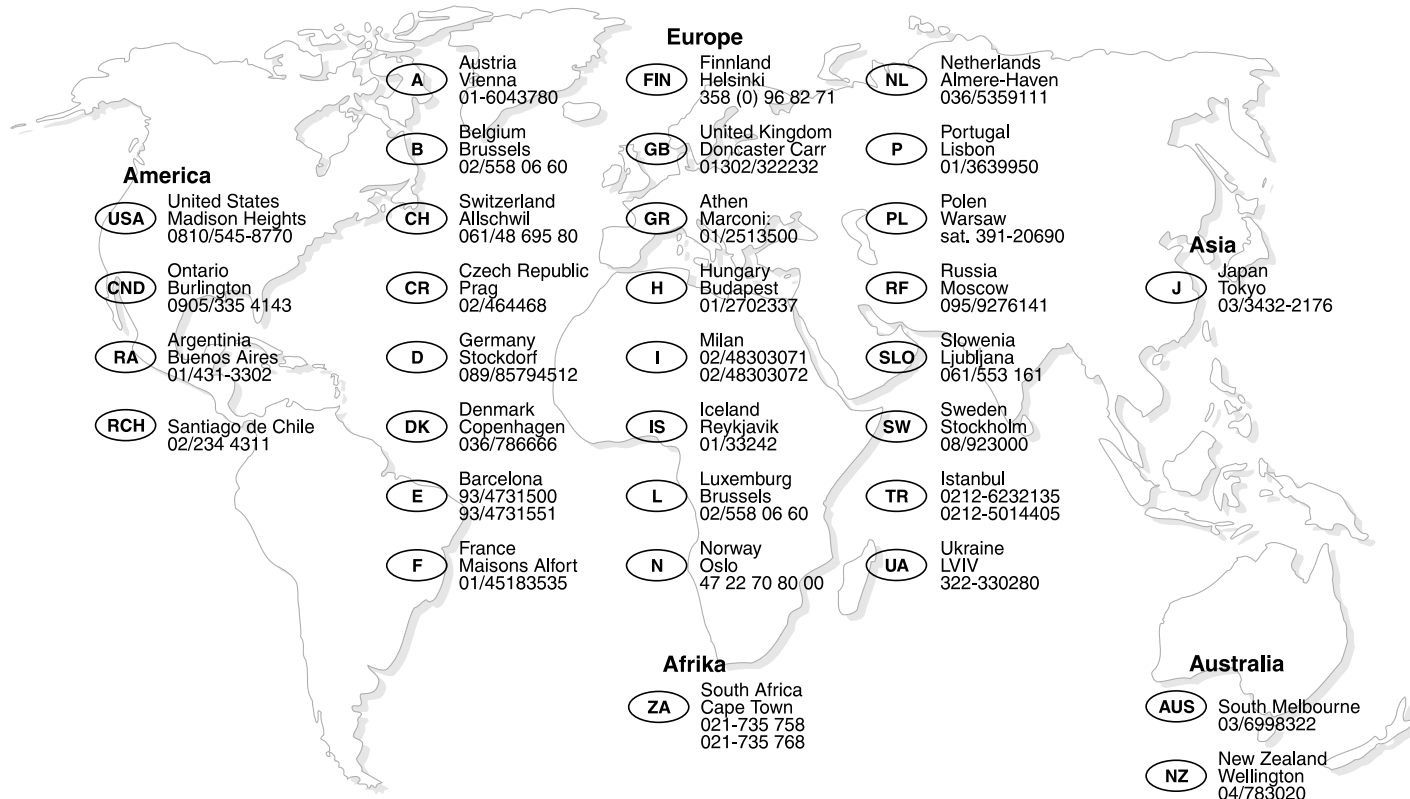 America
USA
United States
Madison Heights
0810/545-8770
CND
Ontario
Burlington
0905/335 4143
RA
Argentinia
Buenos Aires
01/431-3302
RCH
Santiago de Chile
02/234 4311
Europe
A
Austria
Vienna
01-6043780
B
Belgium
Brussels
02/558 06 60
CH
Switzerland
Allschwil
061/48 695 80
CR
Czech Republic
Prag
02/464468
D
Germany
Stockdorf
089/85794512
DK
Denmark
Copenhagen
036/786666
E
Barcelona
93/4731500
93/4731551
F
France
Maisons Alfort
01/45183535
FIN
Finnland
Helsinki
358 (0) 96 82 71
GB
United Kingdom
Doncaster Carr
01302/322232
GR
Athen
Marconi:
01/2513500
H
Hungary
Budapest
01/2702337
I
Milan
02/48303071
02/48303072
IS
Iceland
Reykjavik
01/33242
L
Luxemburg
Brussels
02/558 06 60
N
Norway
Oslo
47 22 70 80 00
NL
Netherlands
Almere-Haven
036/5359111
P
Portugal
Lisbon
01/3639950
PL
Polen
Warsaw
sat. 391-20690
RF
Russia
Moscow
095/9276141
SLO
Slowenia
Ljubljana
061/553 161
SW
Sweden
Stockholm
08/923000
TR
Istanbul
0212-6232135
0212-5014405
UA
Ukraine
LVIV
322-330280
Asia
J
Japan
Tokyo
03/3432-2176
Afrika
ZA
South Africa
Cape Town
021-735 758
021-735 768
Australia
AUS
South Melbourne
03/6998322
NZ
New Zealand
Wellington
04/783020